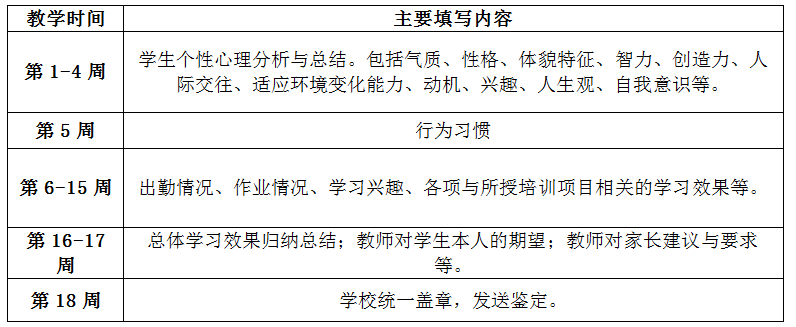 教学时间 主要填写内容
第 1-4 周 学生个性心理分析与总结。包括气质、性格、体貌特征、智力、创造力、人
际交往、适应环境变化能力、动机、兴趣、人生观、自我意识等。
第 5 周 行为习惯
第 6-15 周 出勤情况、作业情况、学习兴趣、各项与所授培训项目相关的学习效果等。
第 16-17 总体学习效果归纳总结；教师对学生本人的期望；教师对家长建议与要求
周 等。
第 18 周 学校统一盖章，发送鉴定。